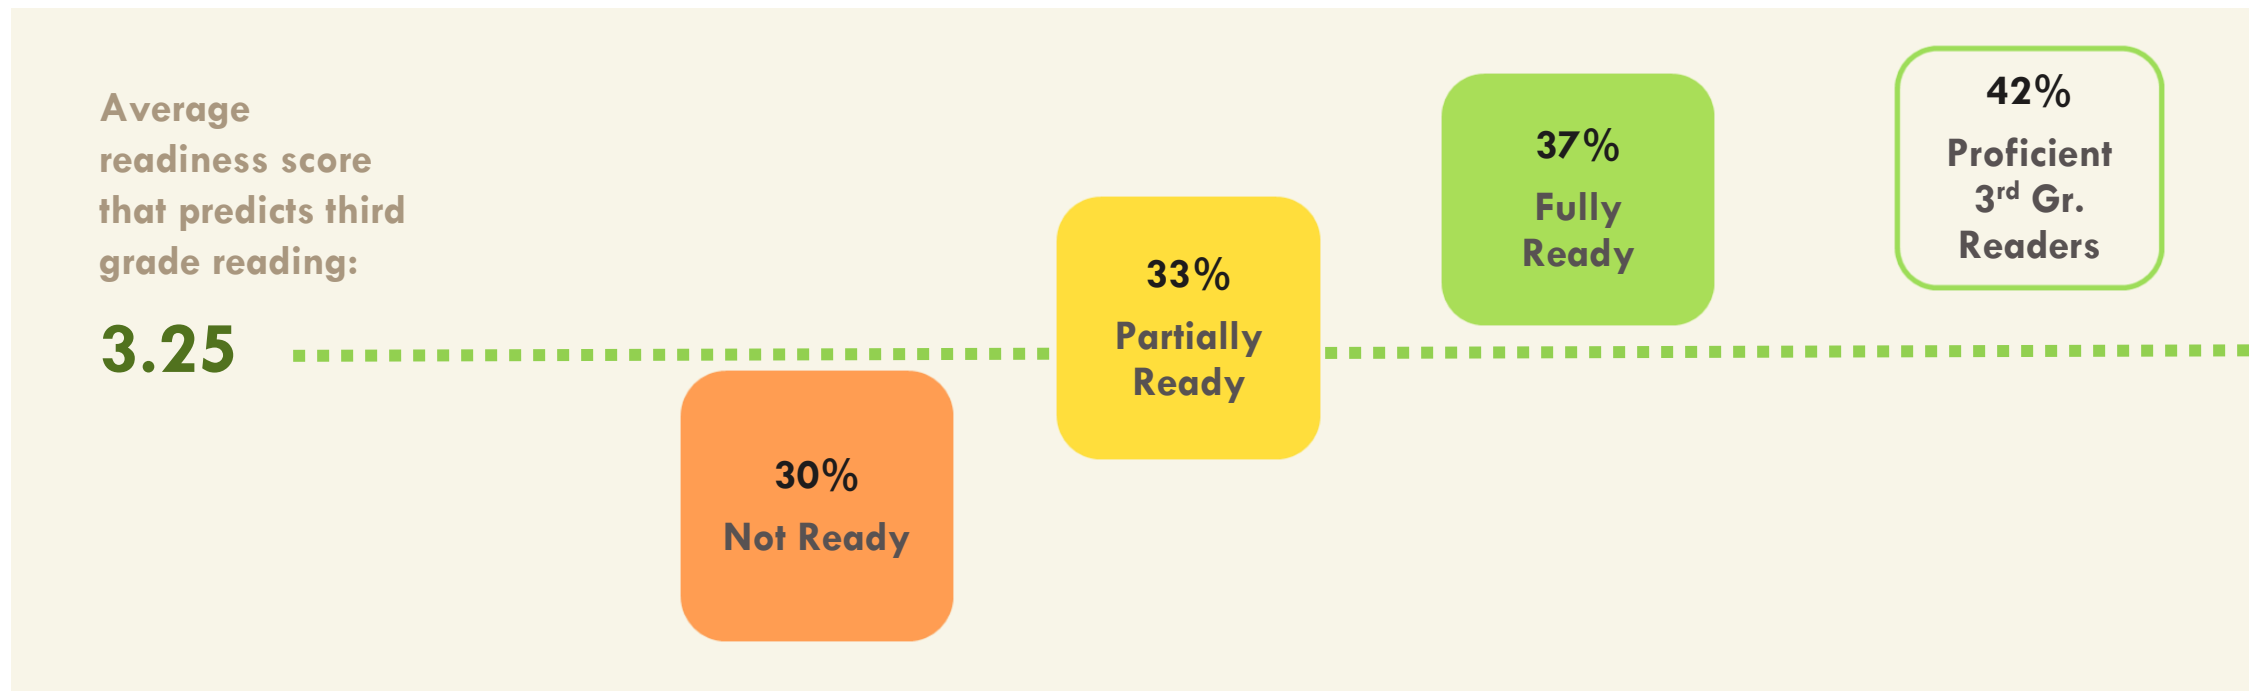 Average
readiness score
that predicts third
grade reading:
3.25
30%
Not Ready
33%
Partially
Ready
37%
Fully
Ready
42%
Proficient
3rd Gr.
Readers